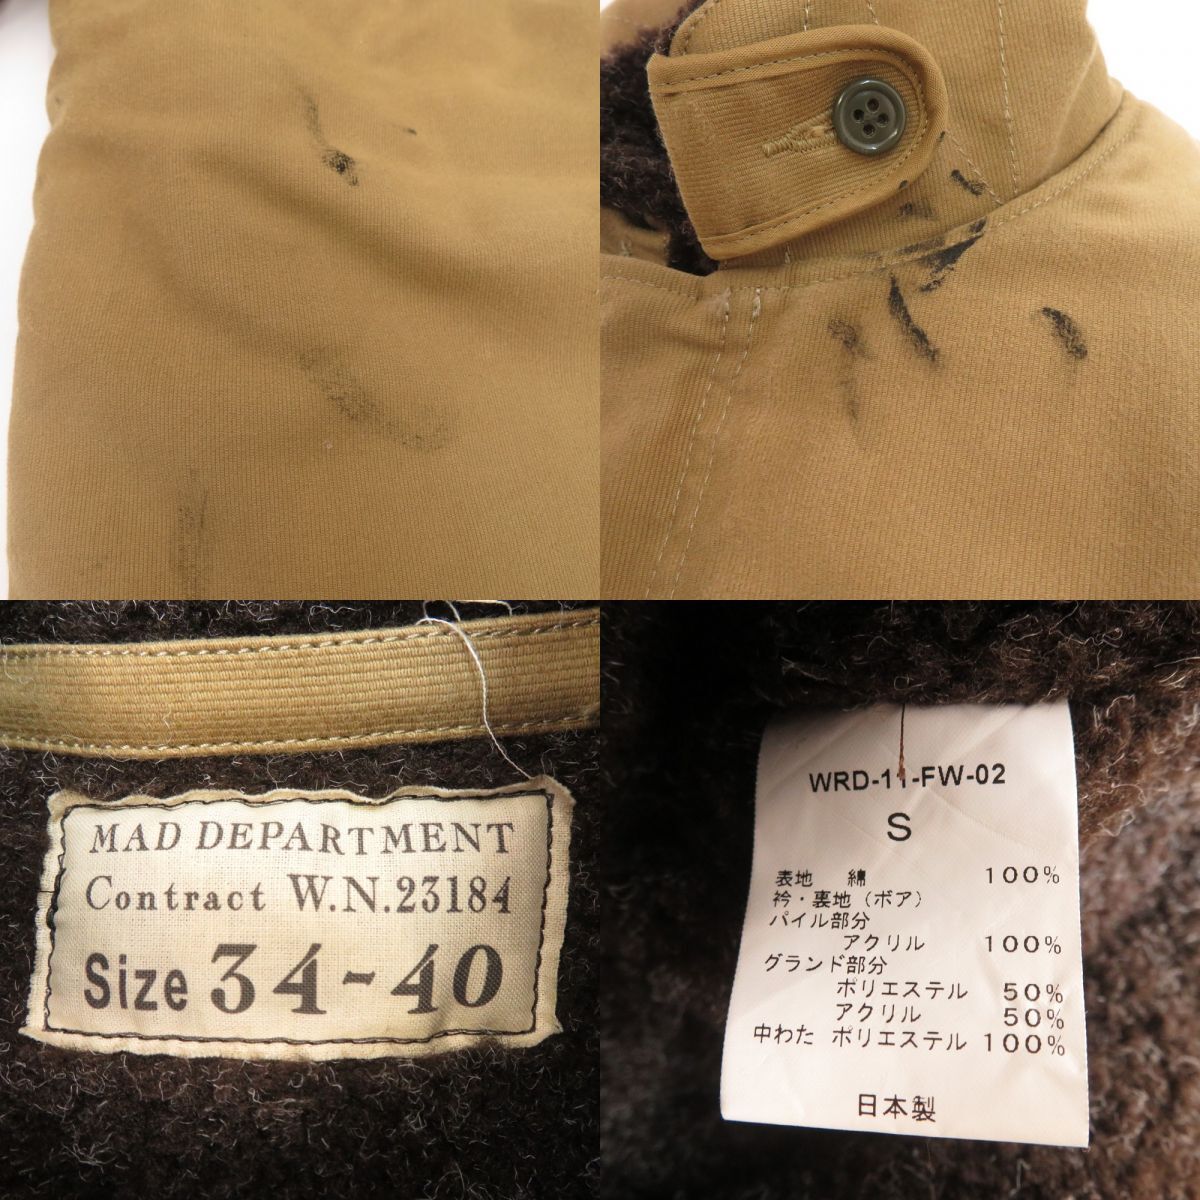 MAD DEPARTMENT
Contract W.N.23184
Size 34-40
WRD-11-FW-02
S
表地 綿 100%
衿・裏地(ボア)
パイル部分
アクリル 100%
グランド部分
ポリエステル 50%
アクリル 50%
中わた ポリエステル 100%
日本製